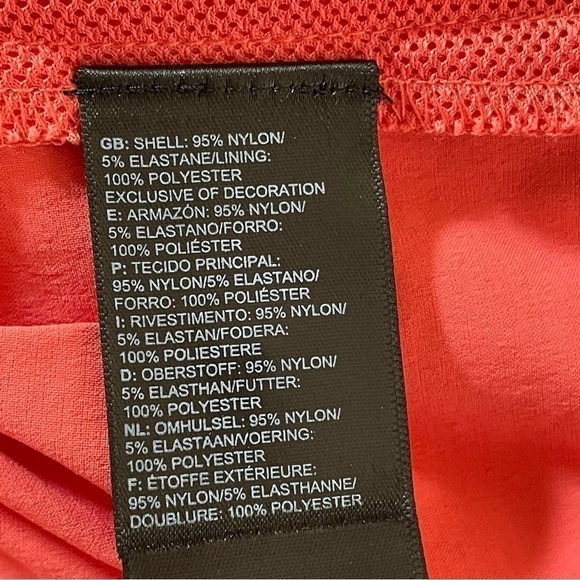 GB: SHELL: 95% NYLON/
5% ELASTANE/LINING:
100% POLYESTER
EXCLUSIVE OF DECORATION
E: ARMAZÓN: 95% NYLON/
5% ELASTANO/FORRO:
100% POLIÉSTER
P: TECIDO PRINCIPAL:
95% NYLON/5% ELASTANO/
FORRO: 100% POLIÉSTER
I: RIVESTIMENTO: 95% NYLON/
5% ELASTAN/FODERA:
100% POLIESTERE
D: OBERSTOFF: 95% NYLON/
5% ELASTHAN/FUTTER:
100% POLYESTER
NL: OMHULSEL: 95% NYLON/
5% ELASTAAN/VOERING:
100% POLYESTER
F: ÉTOFFE EXTÉRIEURE:
95% NYLON/5% ELASTHANNE/
DOUBLURE: 100% POLYESTER